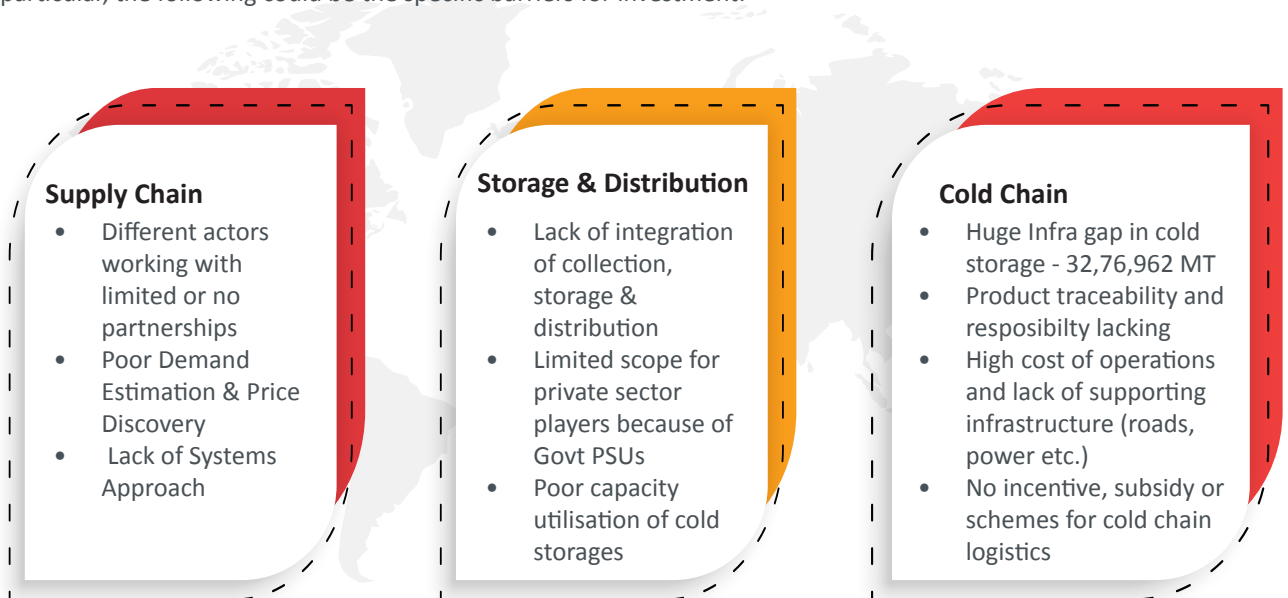 particular, the following could be the specific barriers for investment:
Supply Chain
• Different actors
working with
limited or no
partnerships
• Poor Demand
Estimation & Price
Discovery
• Lack of Systems
Approach
Storage & Distribution
• Lack of integration
of collection,
storage &
distribution
• Limited scope for
private sector
players because of
Govt PSUs
• Poor capacity
utilisation of cold
storages
Cold Chain
• Huge Infra gap in cold
storage - 32,76,962 MT
• Product traceability and
resposibilty lacking
• High cost of operations
and lack of supporting
infrastructure (roads,
power etc.)
• No incentive, subsidy or
schemes for cold chain
logistics